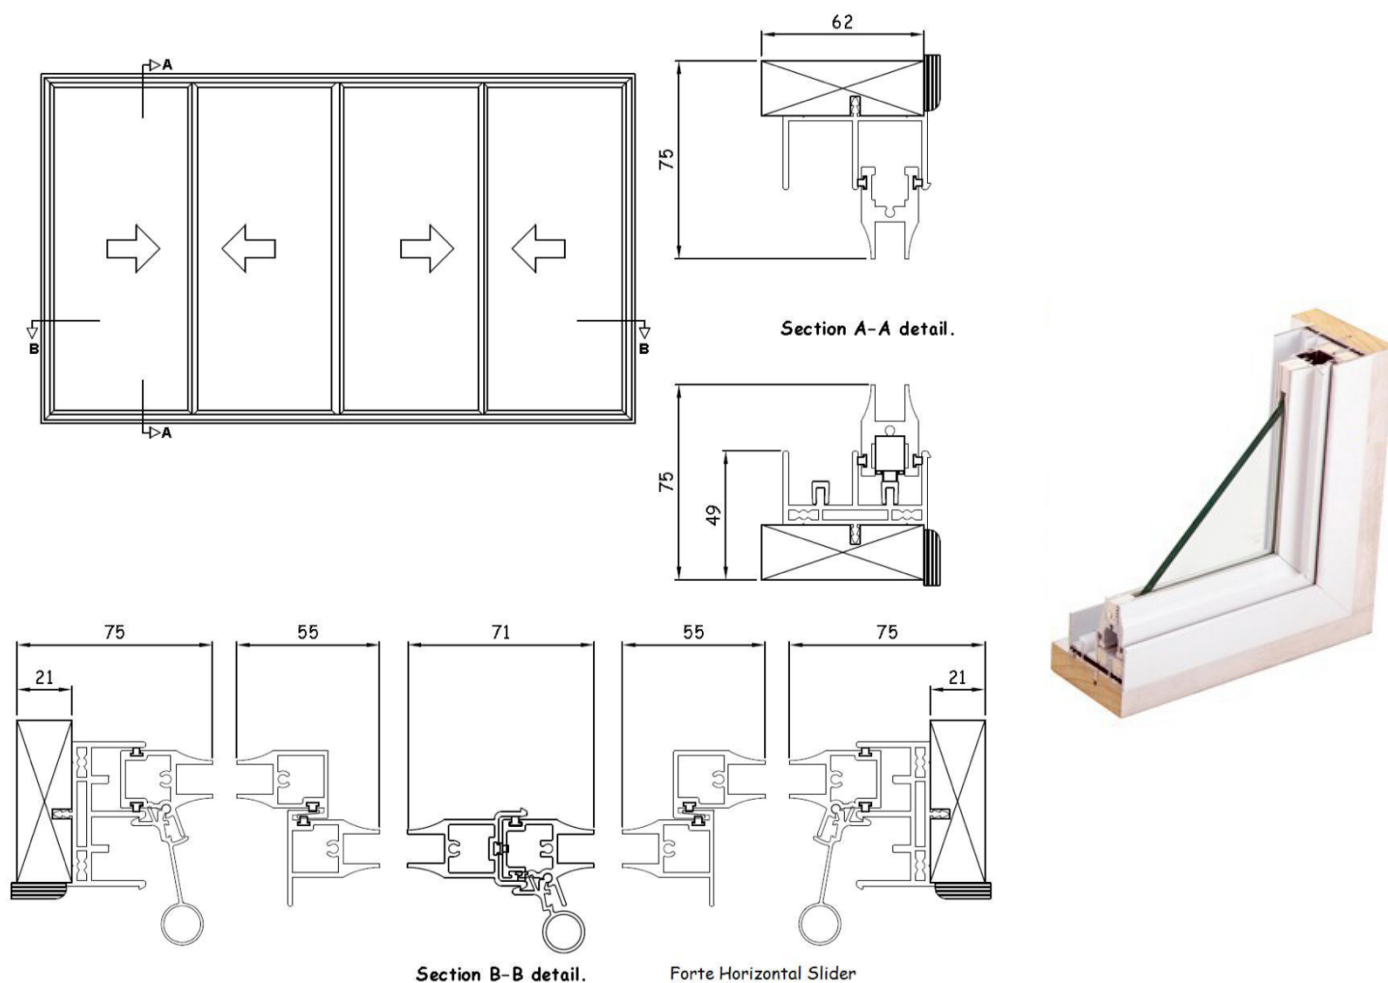 A
A
B
B
62
75
Section A-A detail.
75
49
75
55
71
55
75
21
21
Section B-B detail.
Forte Horizontal Slider